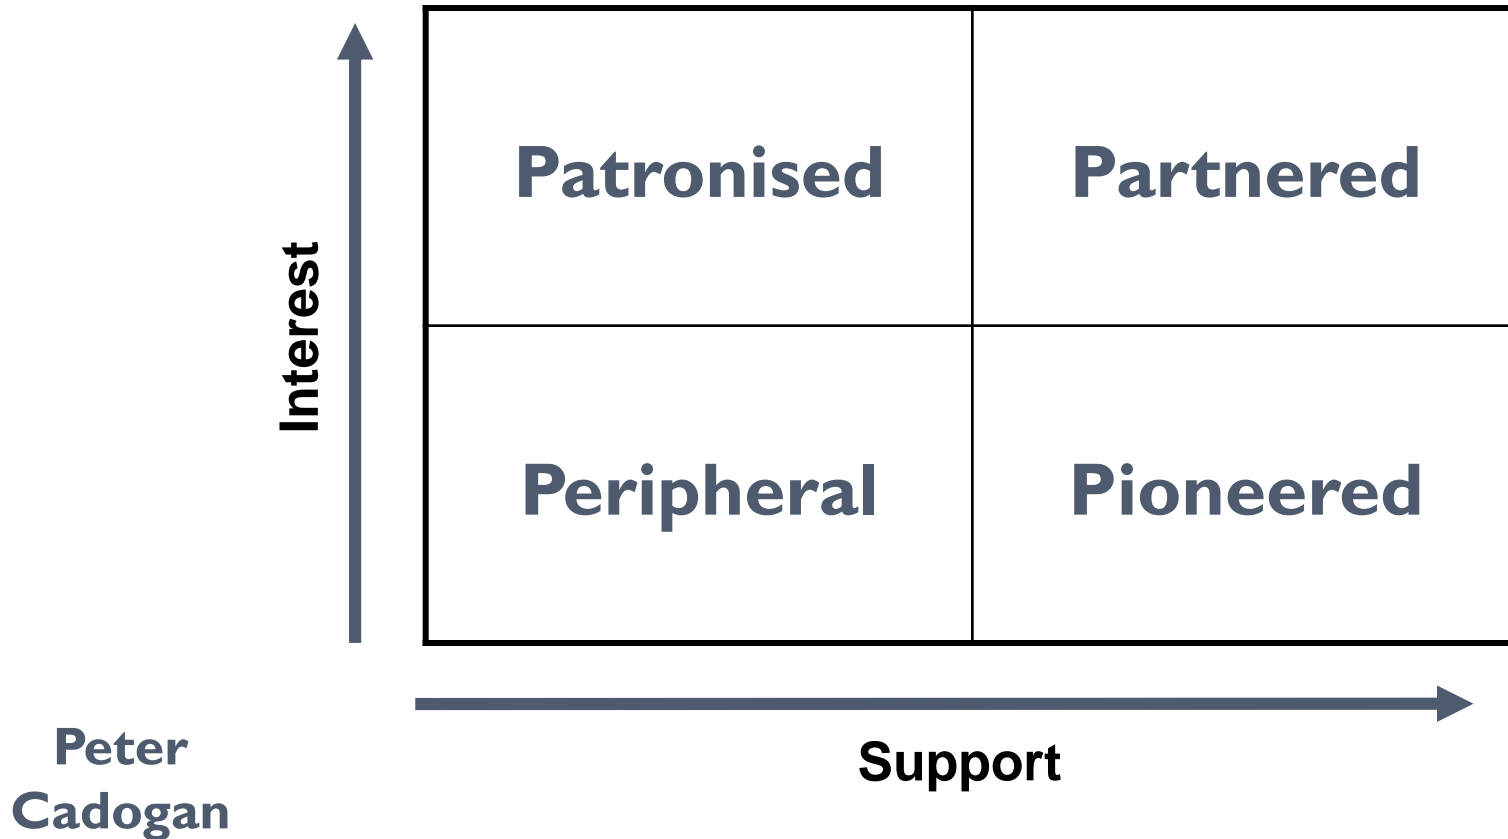 Patronised
Partnered
Interest
Peripheral
Pioneered
Support
Peter
Cadogan